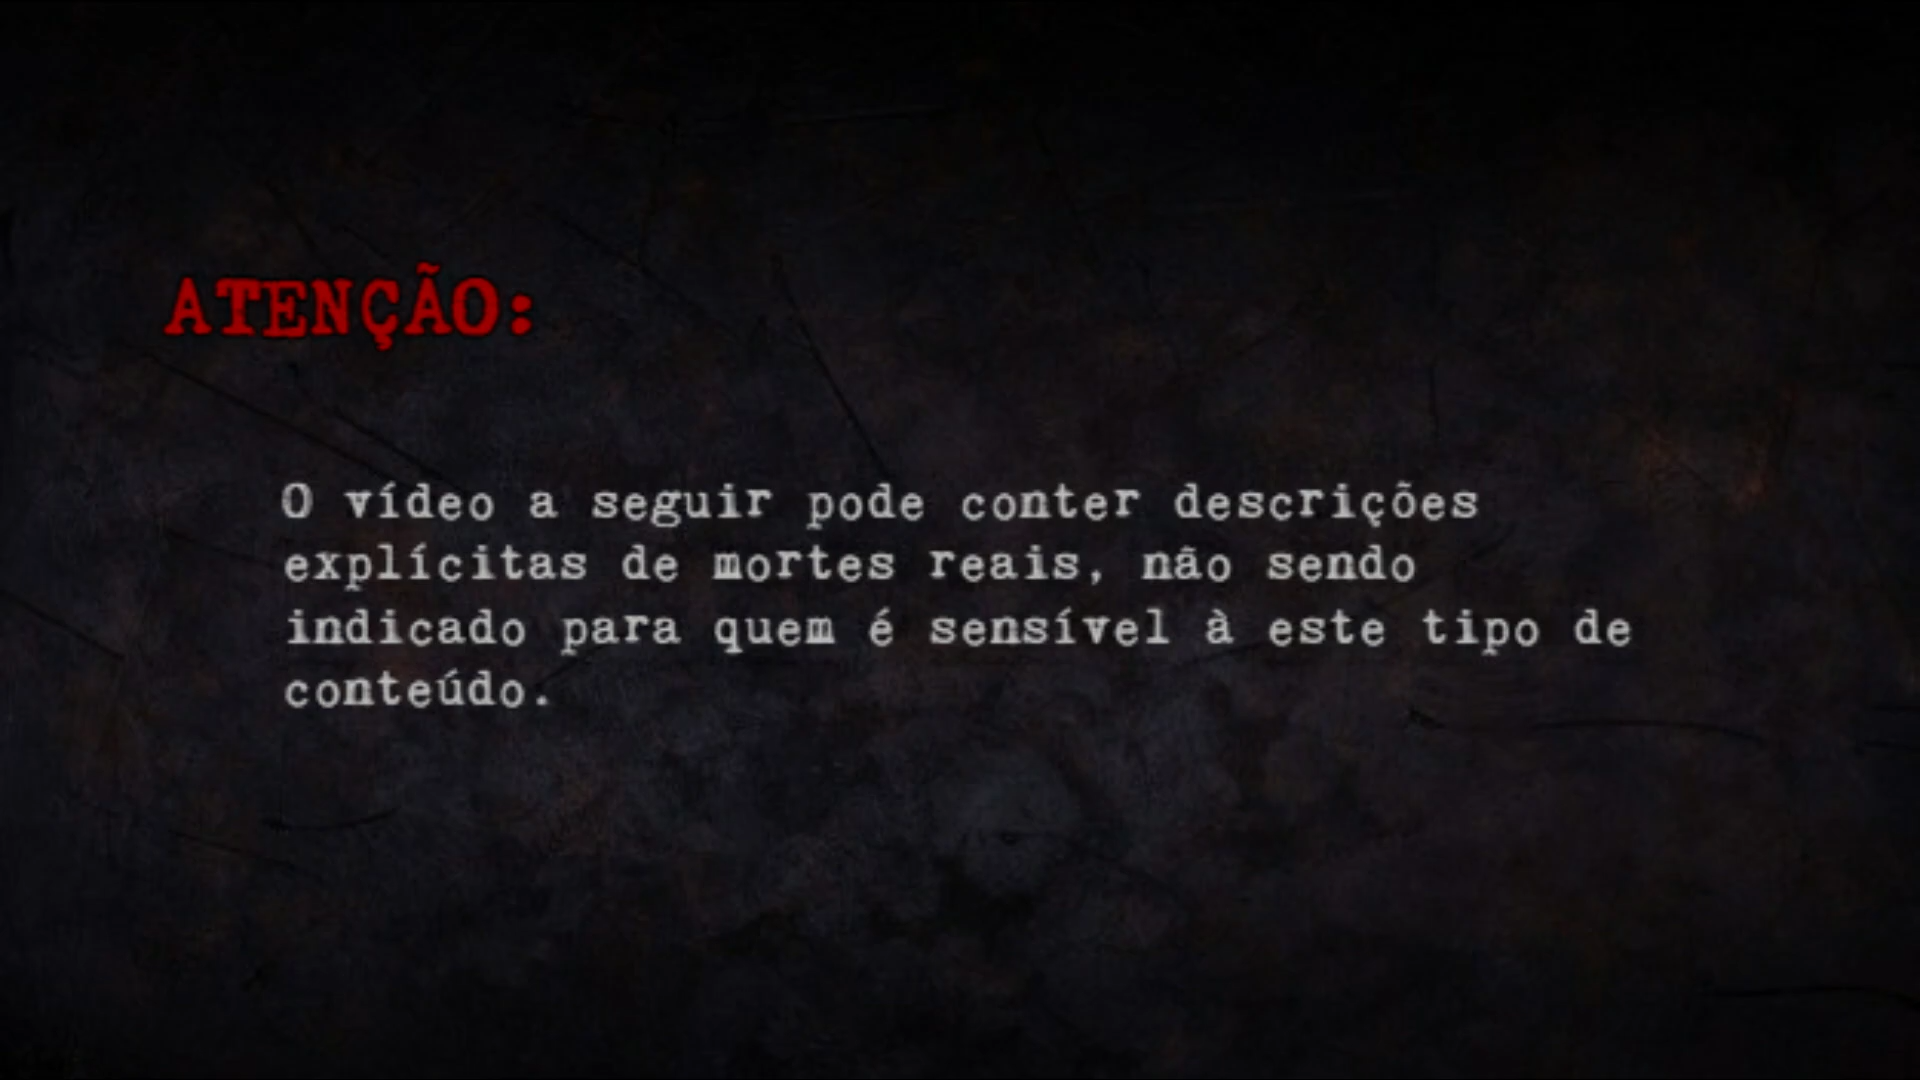 ATENÇÃO:
O vídeo a seguir pode conter descrições
explícitas de mortes reais, não sendo
indicado para quem é sensível à este tipo de
conteúdo.